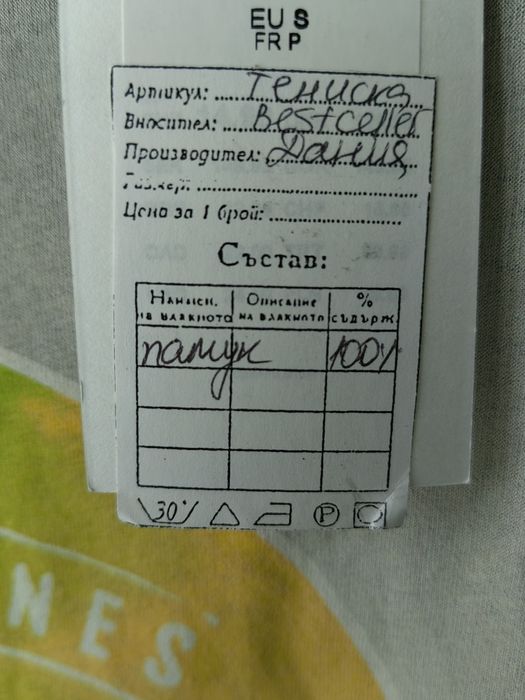 EU S
FR P
Артикул: Тениска
Вносител: Bestseller
Производител: Дания
Размер:
Цена за 1 брой:
Състав:
Наимен. на влакното Описание на влакното % съдърж.
памук 100%
30° P
NES